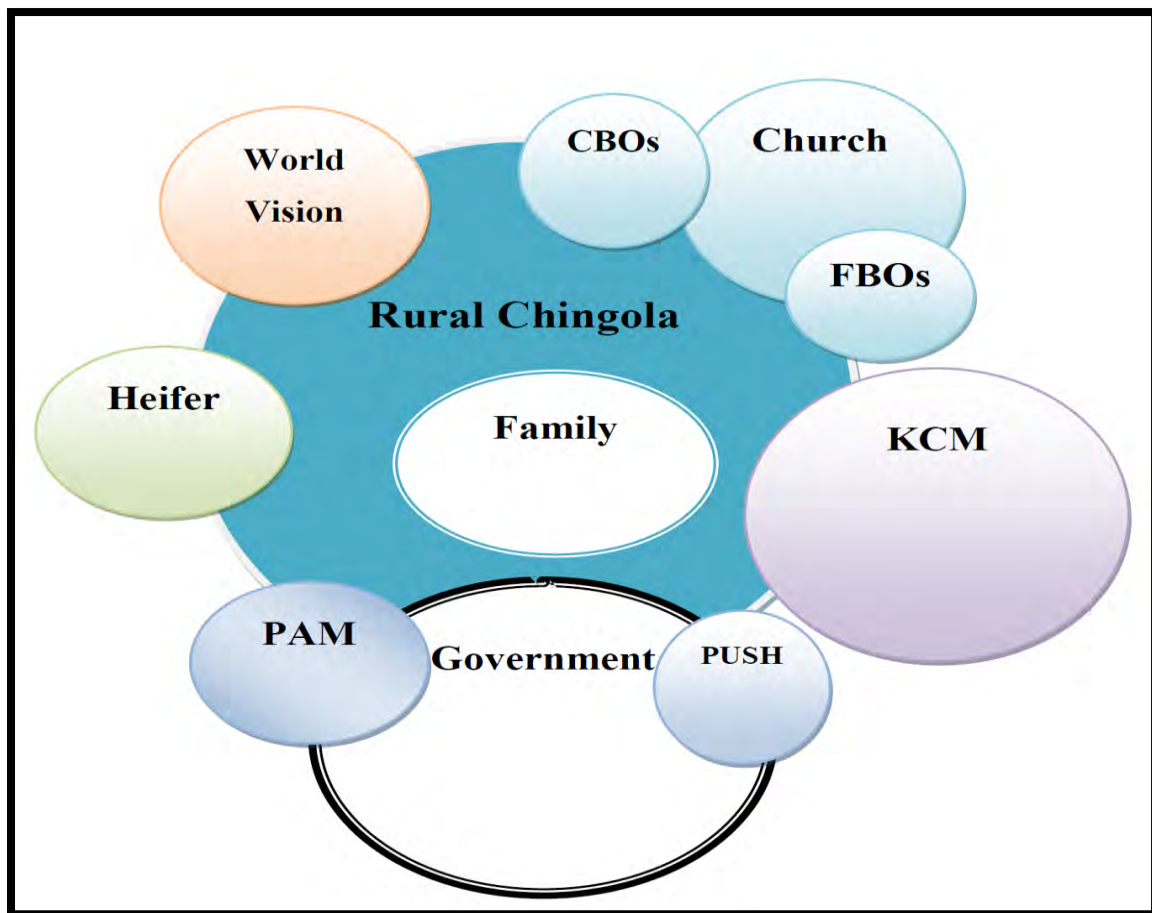 CBOs
Church
World
Vision
FBOs
Rural Chingola
Heifer
Family
KCM
PAM
Government
PUSH